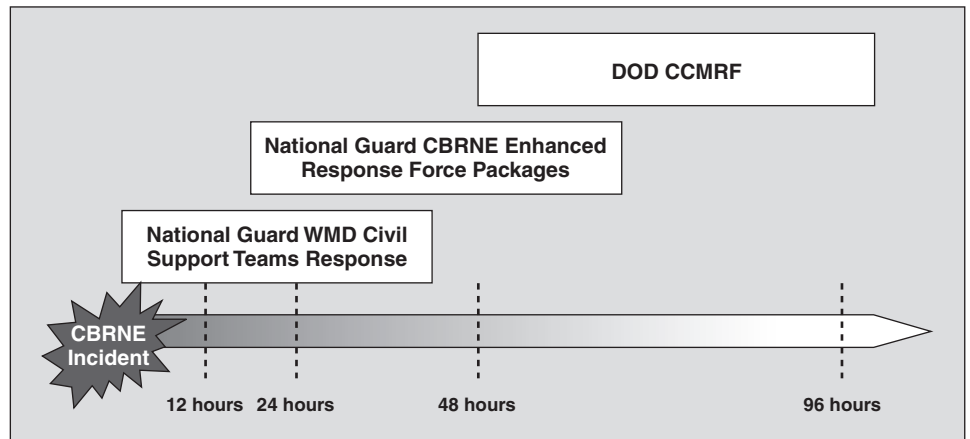 DOD CCMRF
National Guard CBRNE Enhanced
Response Force Packages
National Guard WMD Civil
Support Teams Response
CBRNE
Incident
12 hours
24 hours
48 hours
96 hours